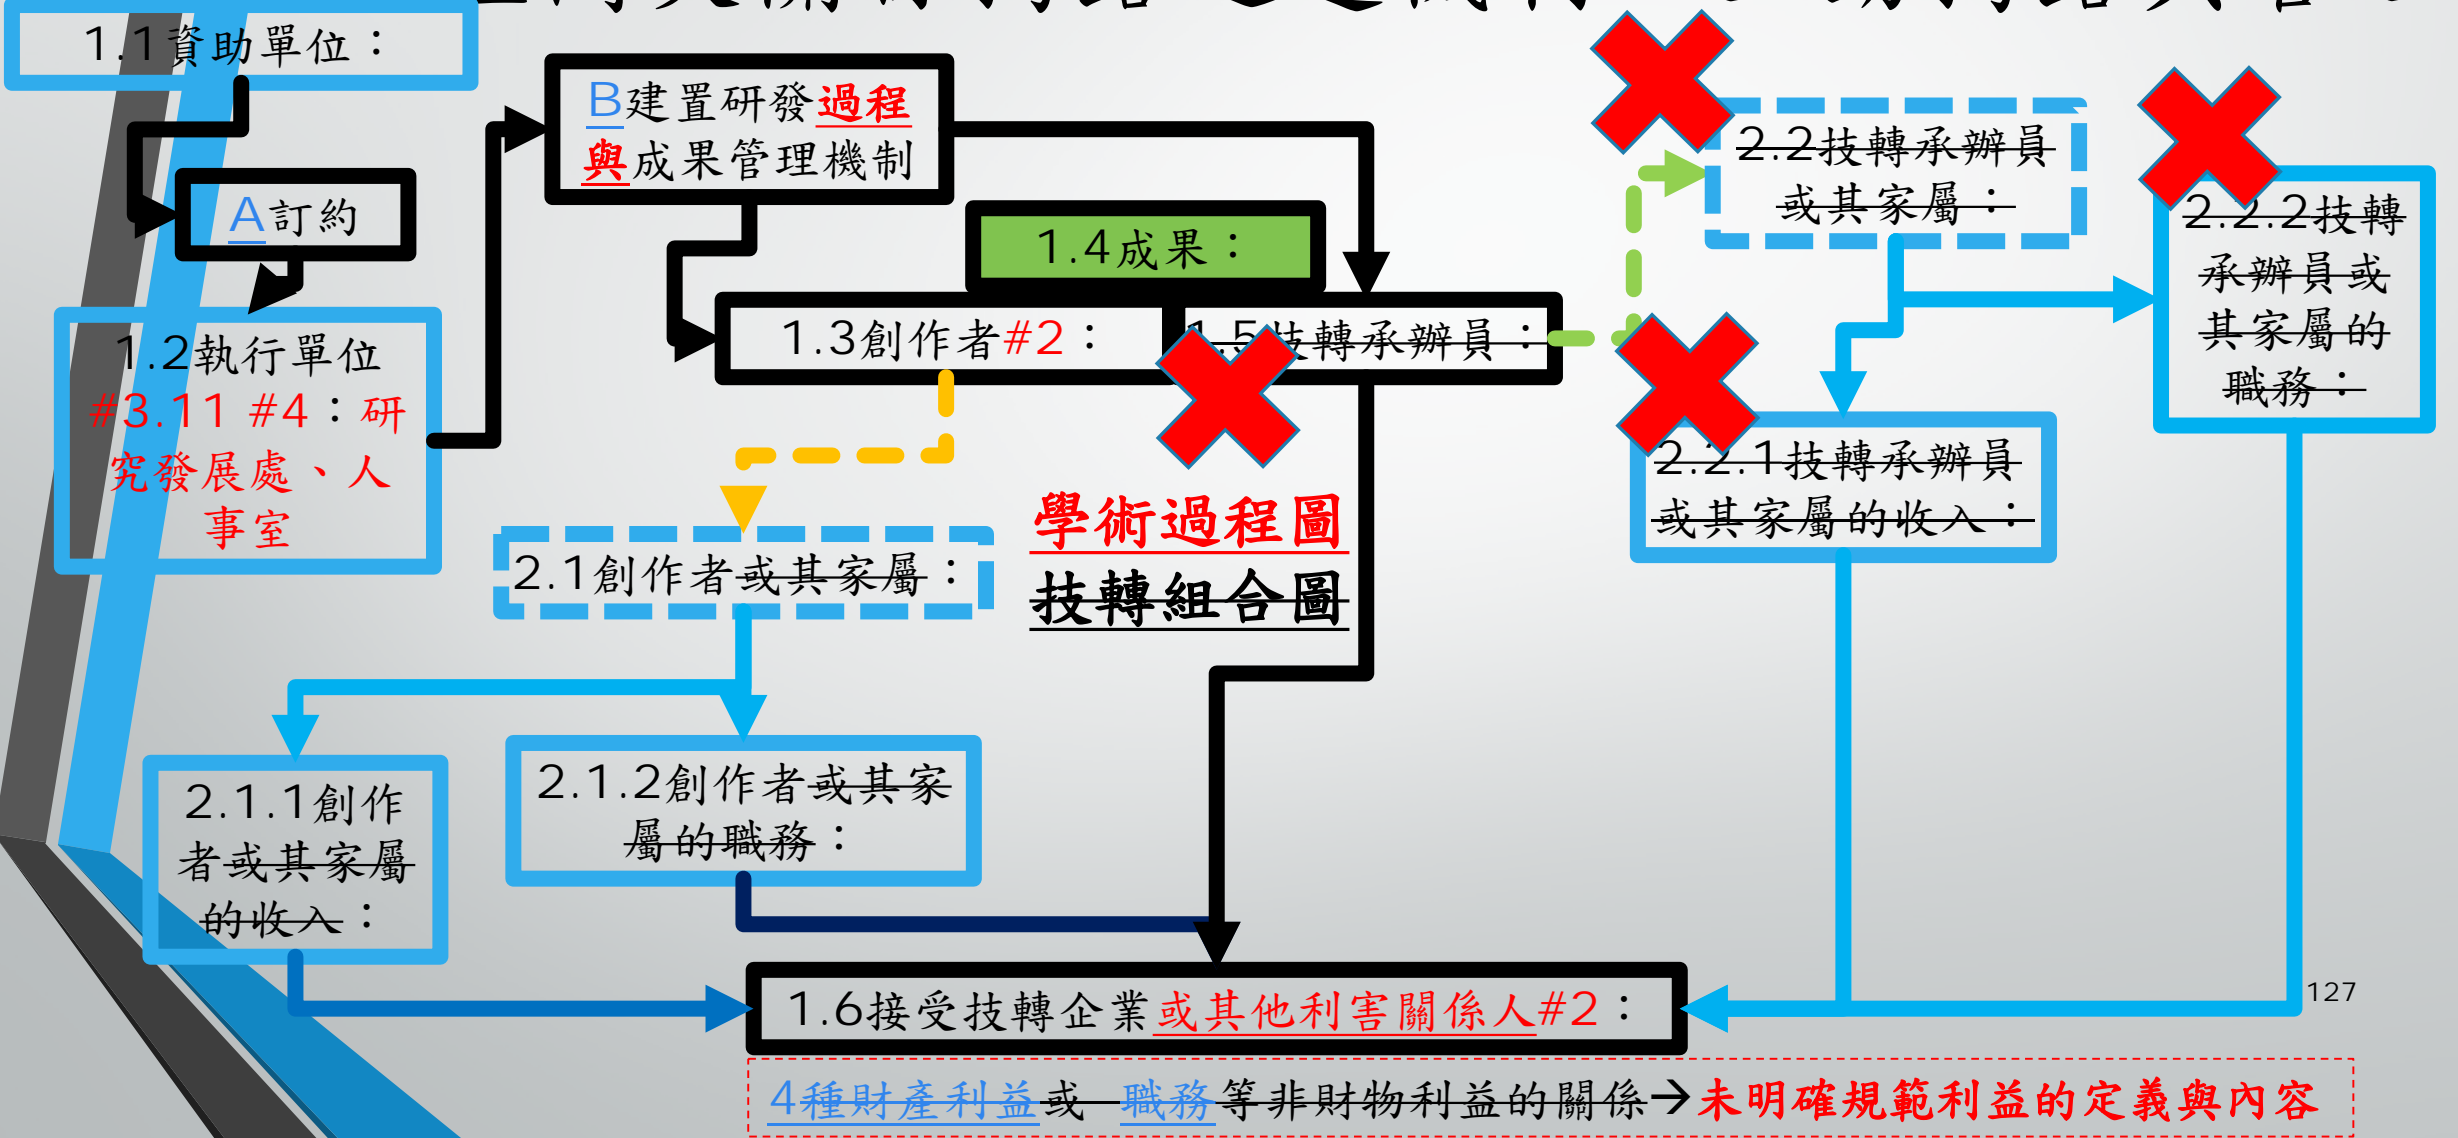 1.1資助單位：
B建置研發過程
與成果管理機制
A訂約
1.4成果：
1.2執行單位
#3.11 #4：研
究發展處、人
事室
1.3創作者#2：
1.5技轉承辦員：
2.2技轉承辦員
或其家屬：
2.2.2技轉
承辦員或
其家屬的
職務：
2.2.1技轉承辦員
或其家屬的收入：
學術過程圖
技轉組合圖
2.1創作者或其家屬：
2.1.1創作
者或其家屬
的收入：
2.1.2創作者或其家
屬的職務：
1.6接受技轉企業或其他利害關係人#2：
127
4種財產利益或 職務等非財物利益的關係→未明確規範利益的定義與內容